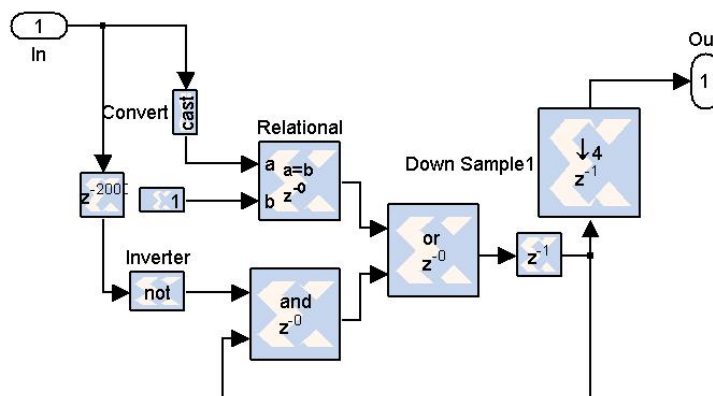 1
In
Convert
cast
Relational
a
a=b
z-0
b
1
Down Sample1
↓4
z-1
1
or
z-0
z-1
Inverter
not
and
z-0